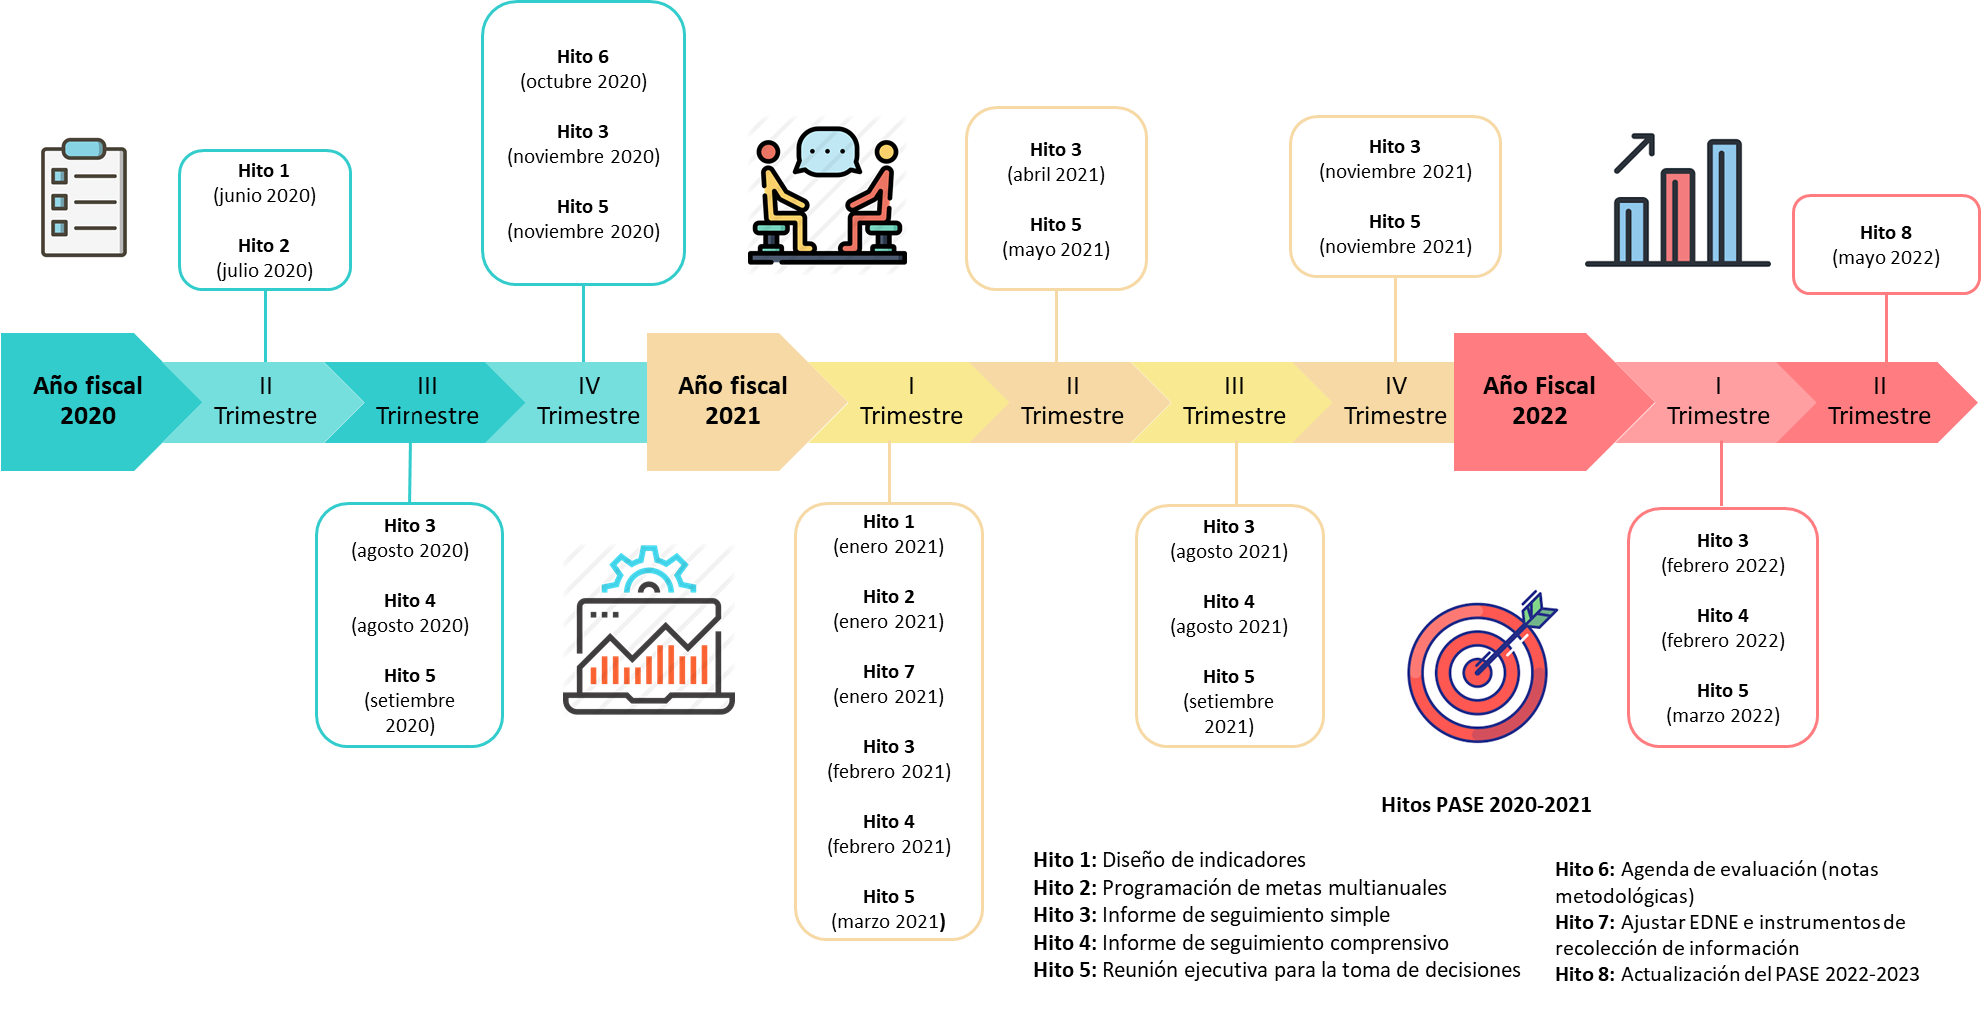 Hito 6
(octubre 2020)
Hito 3
(noviembre 2020)
Hito 5
(noviembre 2020)
Hito 1
(junio 2020)
Hito 2
(julio 2020)
Hito 3
(abril 2021)
Hito 5
(mayo 2021)
Hito 3
(noviembre 2021)
Hito 5
(noviembre 2021)
Hito 8
(mayo 2022)
Año fiscal
2020
II
Trimestre
III
Trimestre
IV
Trimestre
Año fiscal
2021
I
Trimestre
II
Trimestre
III
Trimestre
IV
Trimestre
Año Fiscal
2022
I
Trimestre
II
Trimestre
Hito 3
(agosto 2020)
Hito 4
(agosto 2020)
Hito 5
(setiembre
2020)
Hito 1
(enero 2021)
Hito 2
(enero 2021)
Hito 7
(enero 2021)
Hito 3
(febrero 2021)
Hito 4
(febrero 2021)
Hito 5
(marzo 2021)
Hito 3
(agosto 2021)
Hito 4
(agosto 2021)
Hito 5
(setiembre
2021)
Hito 3
(febrero 2022)
Hito 4
(febrero 2022)
Hito 5
(marzo 2022)
Hitos PASE 2020-2021
Hito 1: Diseño de indicadores
Hito 2: Programación de metas multianuales
Hito 3: Informe de seguimiento simple
Hito 4: Informe de seguimiento comprensivo
Hito 5: Reunión ejecutiva para la toma de decisiones
Hito 6: Agenda de evaluación (notas
metodológicas)
Hito 7: Ajustar EDNE e instrumentos de
recolección de información
Hito 8: Actualización del PASE 2022-2023